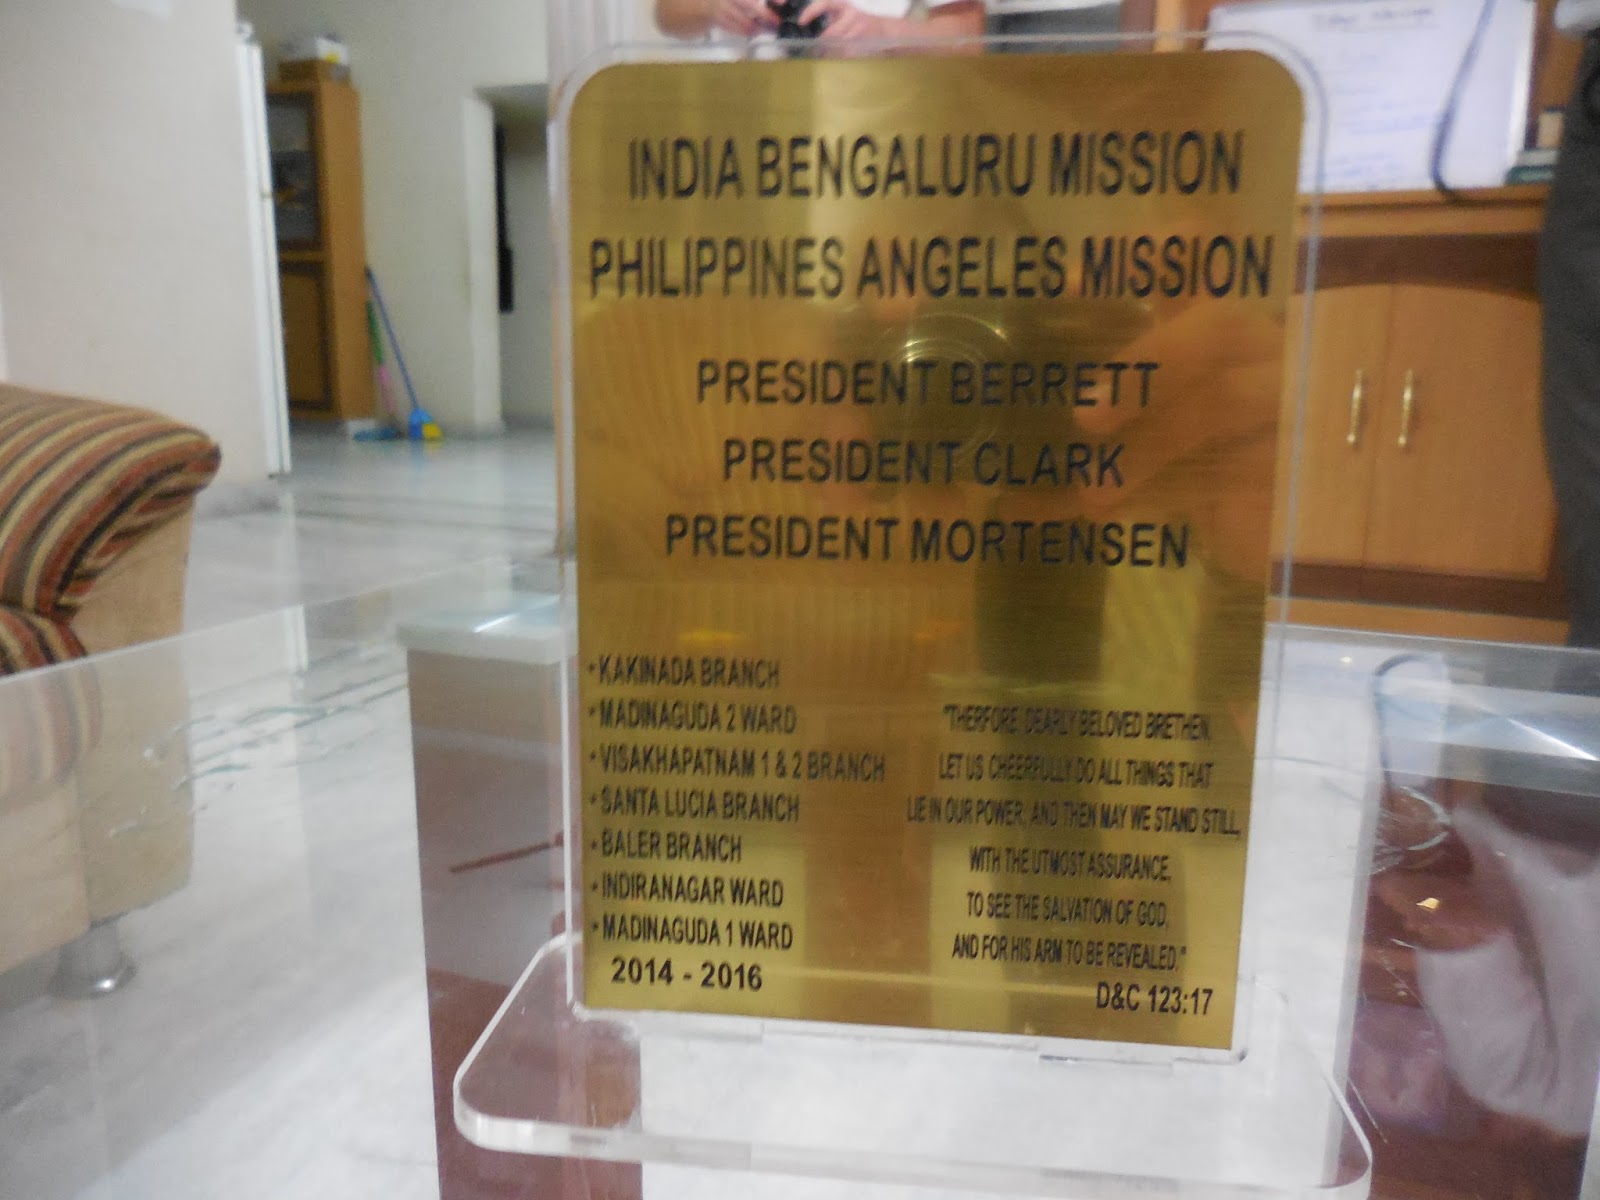 INDIA BENGALURU MISSION
PHILIPPINES ANGELES MISSION
PRESIDENT BERRETT
PRESIDENT CLARK
PRESIDENT MORTENSEN
• KAKINADA BRANCH
• MADINAGUDA 2 WARD
• VISAKHAPATNAM 1 & 2 BRANCH
• SANTA LUCIA BRANCH
• BALER BRANCH
• INDIRANAGAR WARD
• MADINAGUDA 1 WARD
2014 - 2016
"THERFORE, DEARLY BELOVED BRETHEN,
LET US CHEERFULLY DO ALL THINGS THAT
LIE IN OUR POWER; AND THEN MAY WE STAND STILL,
WITH THE UTMOST ASSURANCE,
TO SEE THE SALVATION OF GOD,
AND FOR HIS ARM TO BE REVEALED."
D&C 123:17